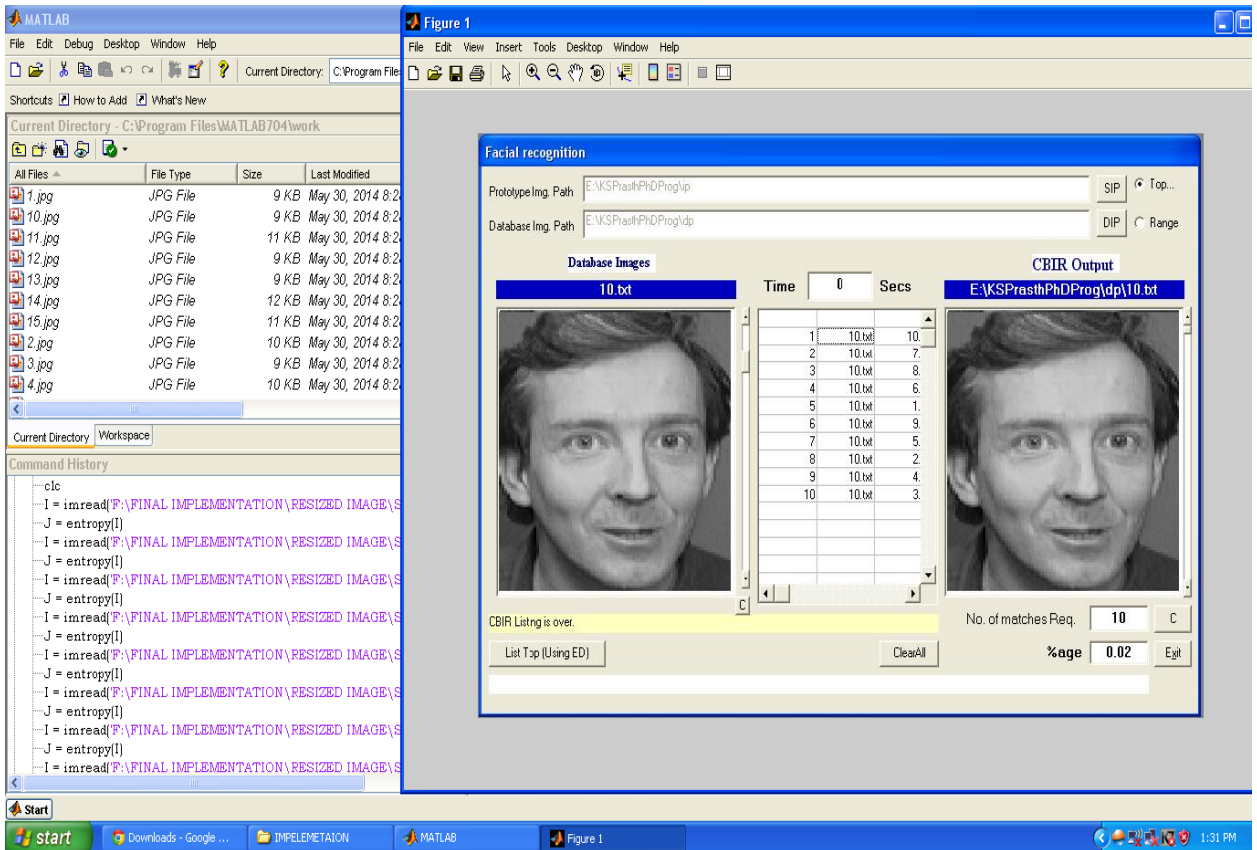 MATLAB
File Edit Debug Desktop Window Help
Current Directory: C:\Program Files
Shortcuts How to Add What's New
Current Directory - C:\Program Files\MATLAB704\work
All Files File Type Size Last Modified
1.jpg JPG File 9 KB May 30, 2014 8:2
10.jpg JPG File 9 KB May 30, 2014 8:2
11.jpg JPG File 11 KB May 30, 2014 8:2
12.jpg JPG File 9 KB May 30, 2014 8:2
13.jpg JPG File 9 KB May 30, 2014 8:2
14.jpg JPG File 12 KB May 30, 2014 8:2
15.jpg JPG File 11 KB May 30, 2014 8:2
2.jpg JPG File 10 KB May 30, 2014 8:2
3.jpg JPG File 9 KB May 30, 2014 8:2
4.jpg JPG File 10 KB May 30, 2014 8:2
Current Directory Workspace
Command History
clc
I = imread('F:\FINAL IMPLEMENTATION\RESIZED IMAGE\S
J = entropy(I)
I = imread('F:\FINAL IMPLEMENTATION\RESIZED IMAGE\S
J = entropy(I)
I = imread('F:\FINAL IMPLEMENTATION\RESIZED IMAGE\S
J = entropy(I)
I = imread('F:\FINAL IMPLEMENTATION\RESIZED IMAGE\S
J = entropy(I)
I = imread('F:\FINAL IMPLEMENTATION\RESIZED IMAGE\S
J = entropy(I)
I = imread('F:\FINAL IMPLEMENTATION\RESIZED IMAGE\S
J = entropy(I)
I = imread('F:\FINAL IMPLEMENTATION\RESIZED IMAGE\S
J = entropy(I)
I = imread('F:\FINAL IMPLEMENTATION\RESIZED IMAGE\S
Start
Figure 1
File Edit View Insert Tools Desktop Window Help
Facial recognition
Prototype Img. Path E:\KSPrasthPhDProg\ip SIP Top...
Database Img. Path E:\KSPrasthPhDProg\dp DIP Range
Database Images
10.txt
Time 0 Secs
CBIR Output
E:\KSPrasthPhDProg\dp\10.txt
1 10.txt 10.
2 10.txt 7.
3 10.txt 8.
4 10.txt 6.
5 10.txt 1.
6 10.txt 9.
7 10.txt 5.
8 10.txt 2.
9 10.txt 4.
10 10.txt 3.
C
CBIR Listng is over.
No. of matches Req. 10 C
List Top (Using ED) ClearAll %age 0.02 Exit
start Downloads - Google ... IMPELEMETAION MATLAB Figure 1 1:31 PM